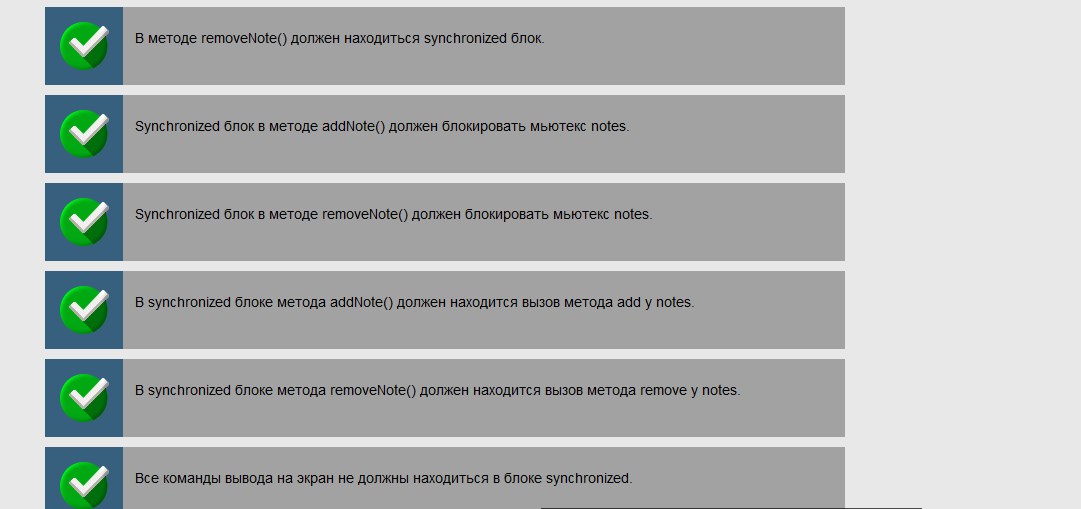 В методе removeNote() должен находиться synchronized блок.
Synchronized блок в методе addNote() должен блокировать мьютекс notes.
Synchronized блок в методе removeNote() должен блокировать мьютекс notes.
В synchronized блоке метода addNote() должен находится вызов метода add у notes.
В synchronized блоке метода removeNote() должен находится вызов метода remove у notes.
Все команды вывода на экран не должны находиться в блоке synchronized.